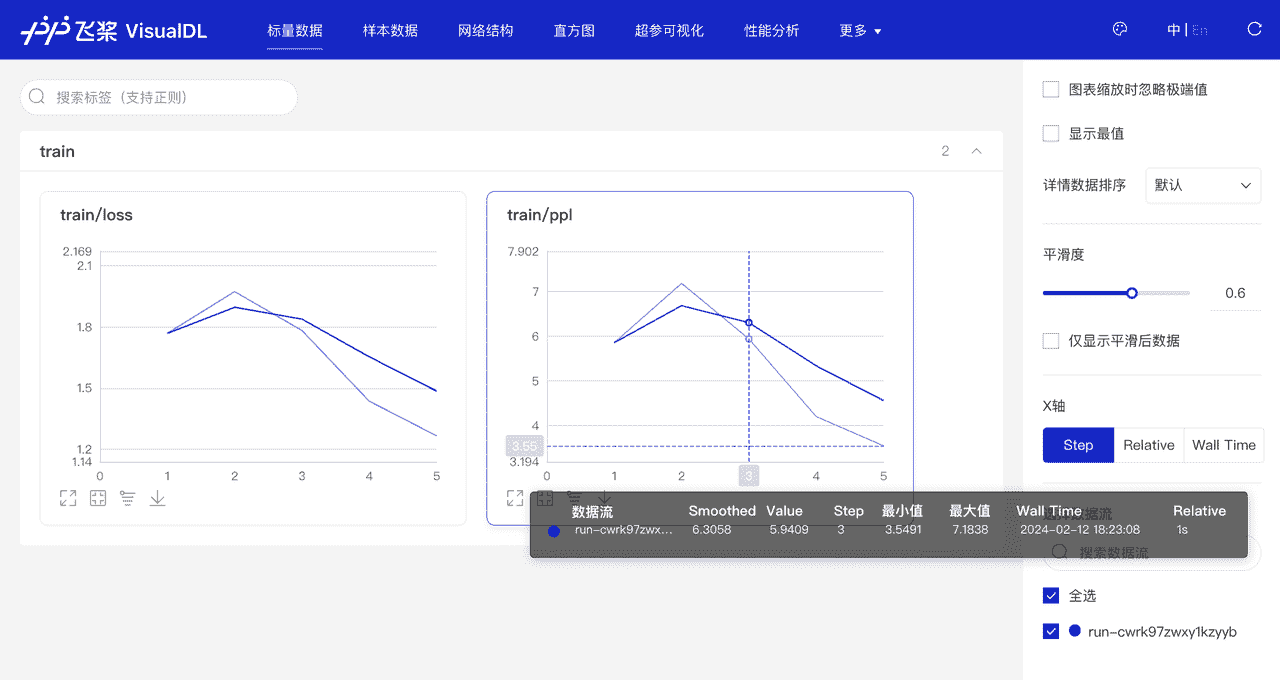 飞桨 VisualDL 标量数据 样本数据 网络结构 直方图 超参可视化 性能分析 更多 中 | En
搜索标签（支持正则）
train 2
train/loss
2.169
2.1
1.8
1.5
1.2
1.14
0 1 2 3 4 5
train/ppl
7.902
7
6
5
4
3.55
3.194
0 1 2 3 4 5
数据流 Smoothed Value Step 最小值 最大值 Wall Time Relative
run-cwrk97zwx... 6.3058 5.9409 3 3.5491 7.1838 2024-02-12 18:23:08 1s
图表缩放时忽略极端值
显示最值
详情数据排序 默认
平滑度
0.6
仅显示平滑后数据
X轴
Step Relative Wall Time
选择数据流
搜索数据流
全选
run-cwrk97zwxy1kzyyb